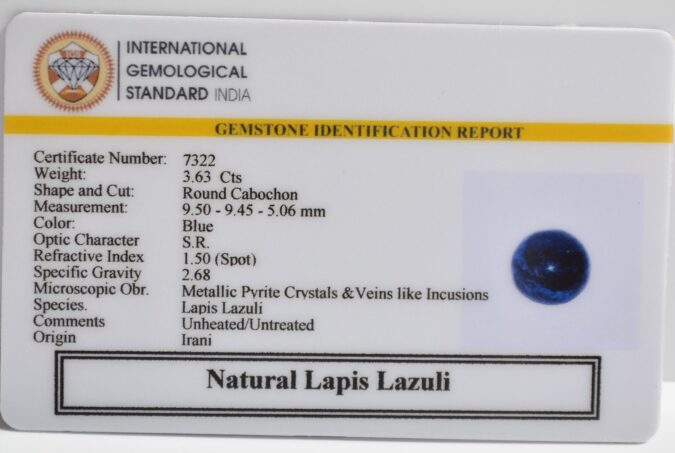 IGS
INTERNATIONAL
GEMOLOGICAL
STANDARD INDIA
GEMSTONE IDENTIFICATION REPORT
Certificate Number: 7322
Weight: 3.63 Cts
Shape and Cut: Round Cabochon
Measurement: 9.50 - 9.45 - 5.06 mm
Color: Blue
Optic Character S.R.
Refractive Index 1.50 (Spot)
Specific Gravity 2.68
Microscopic Obr. Metallic Pyrite Crystals &Veins like Incusions
Species. Lapis Lazuli
Comments Unheated/Untreated
Origin Irani
Natural Lapis Lazuli